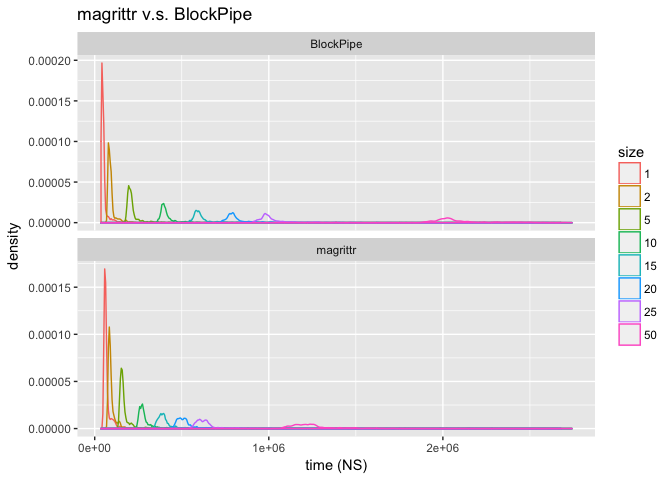 magrittr v.s. BlockPipe
BlockPipe
0.00020
0.00015
0.00010
0.00005
0.00000
magrittr
0.00015
0.00010
0.00005
0.00000
density
0e+00 1e+06 2e+06
time (NS)
size
1
2
5
10
15
20
25
50